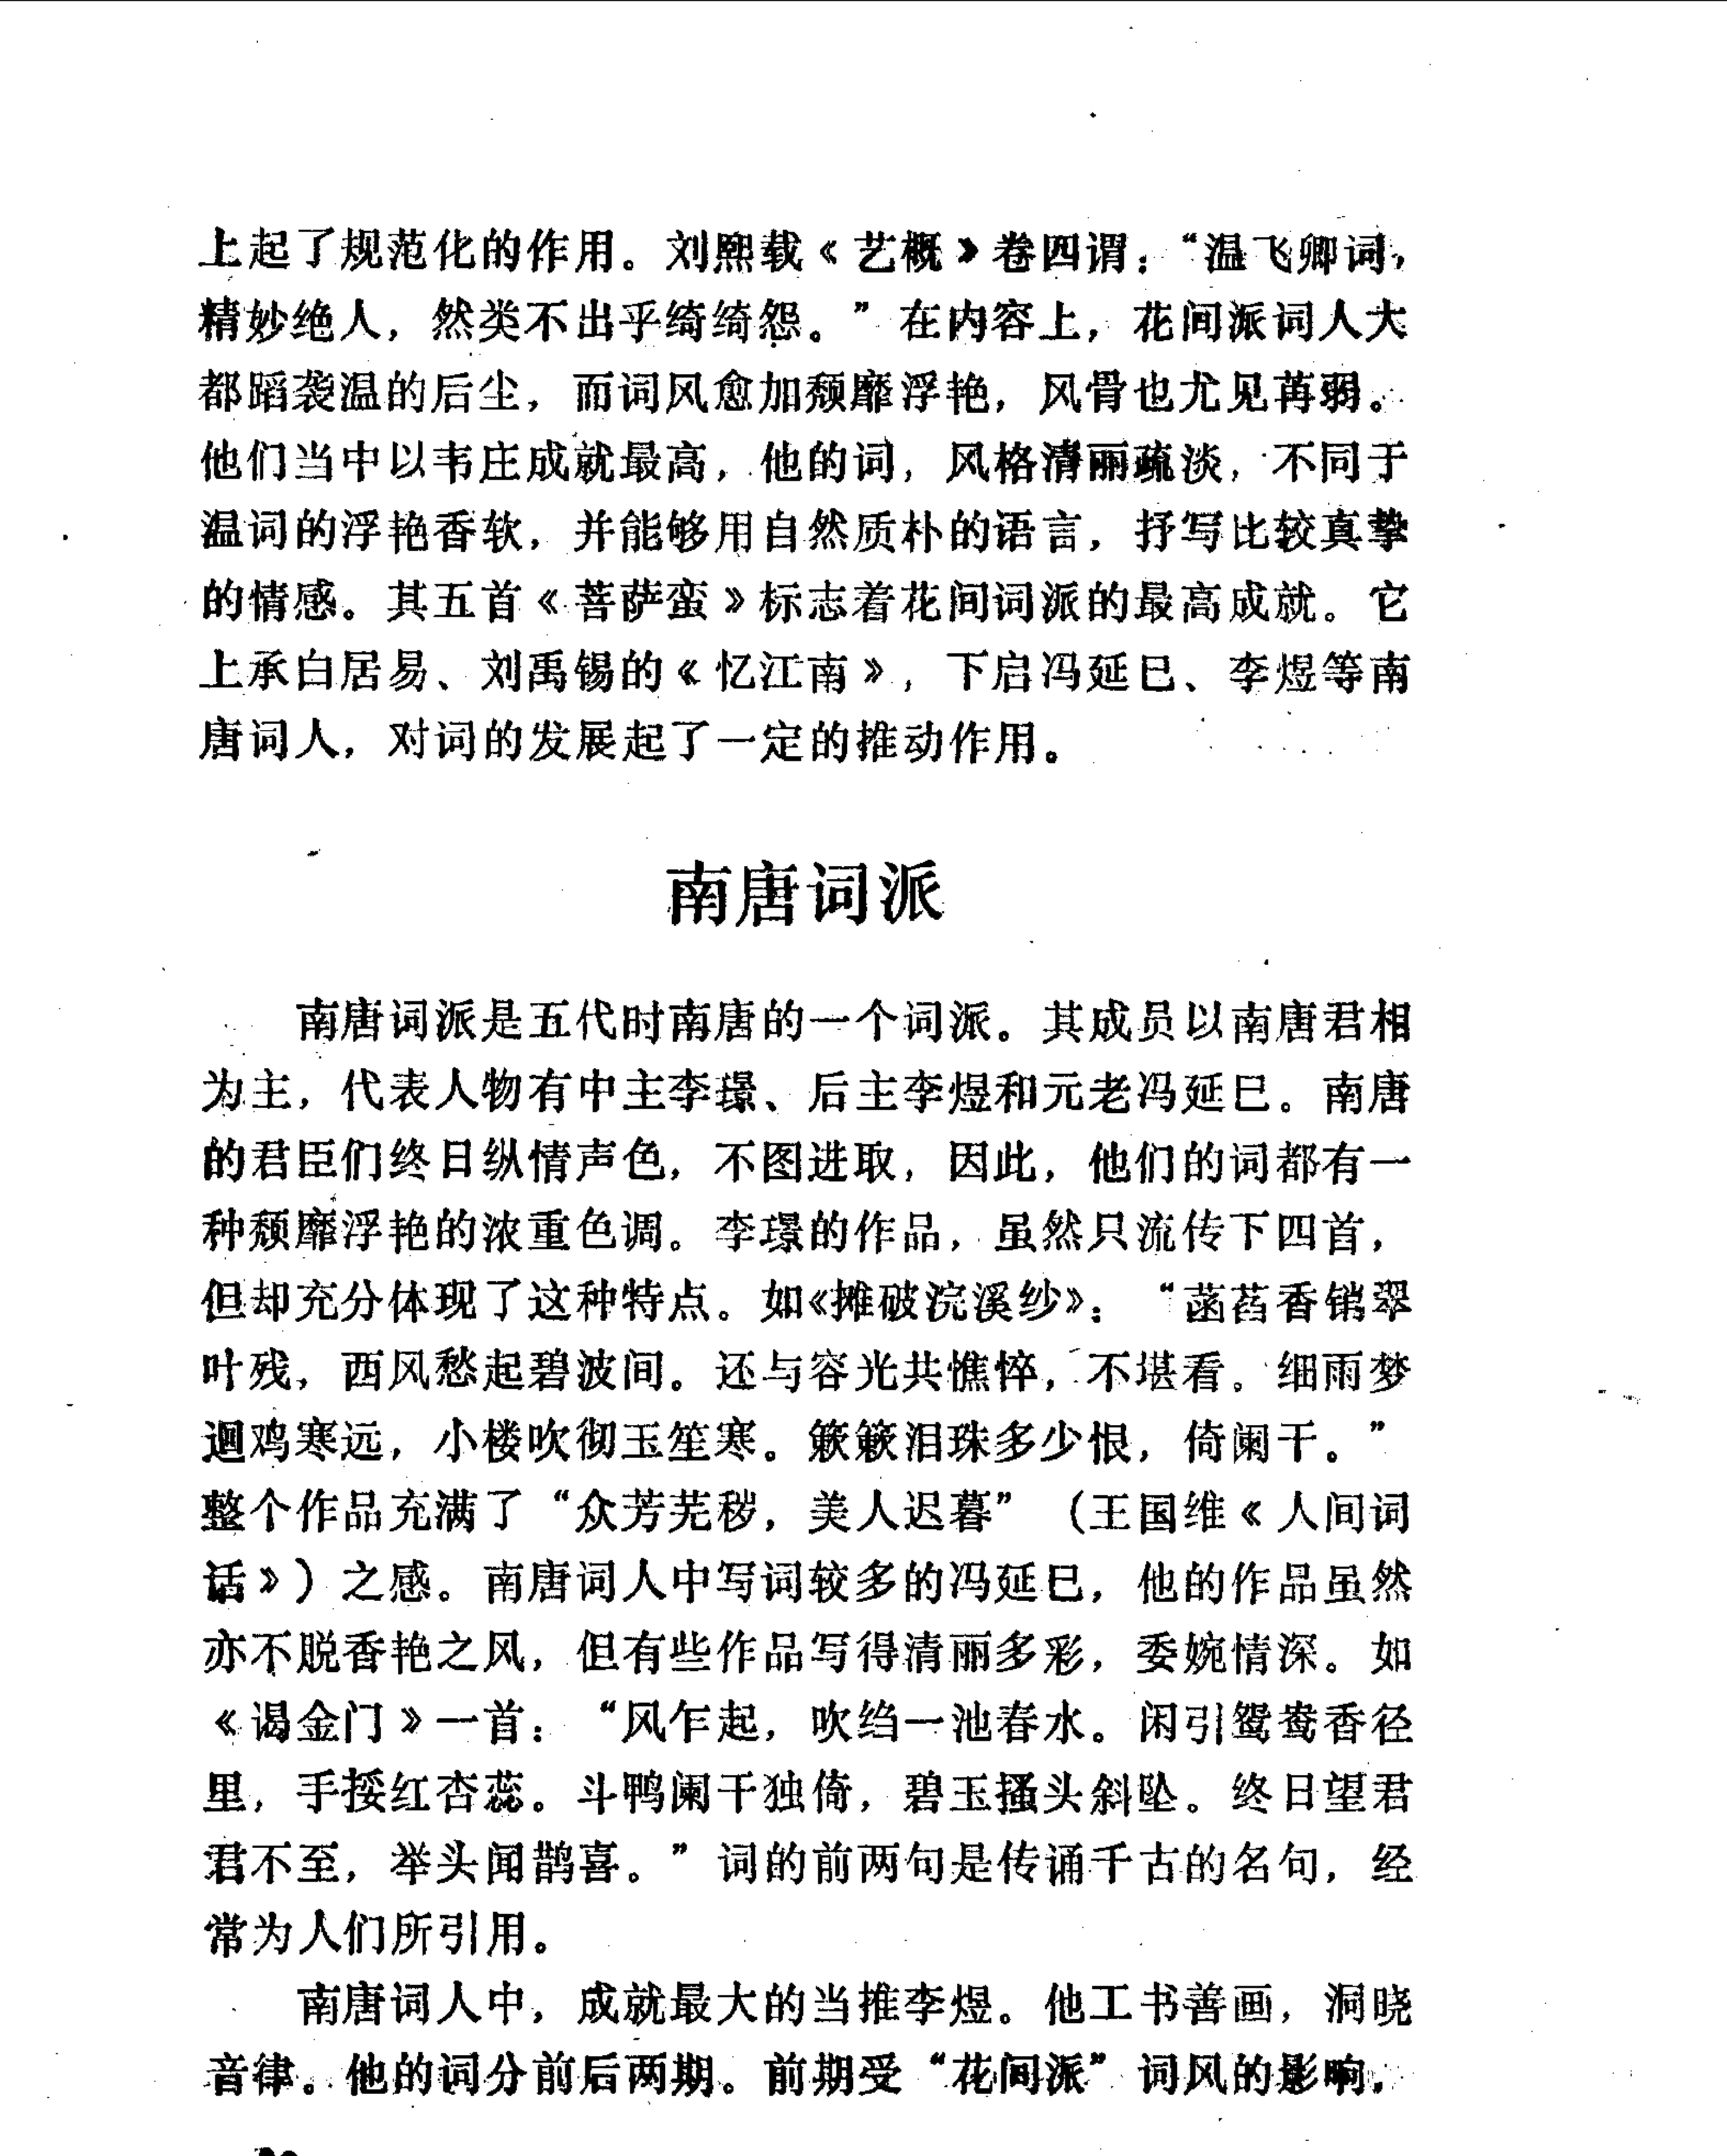 上起了规范化的作用。刘熙载《艺概》卷四谓：“温飞卿词，
精妙绝人，然类不出乎绮绮怨。”在内容上，花间派词人大
都蹈袭温的后尘，而词风愈加颓靡浮艳，风骨也尤见苒弱。
他们当中以韦庄成就最高，他的词，风格清丽疏淡，不同于
温词的浮艳香软，并能够用自然质朴的语言，抒写比较真挚
的情感。其五首《菩萨蛮》标志着花间词派的最高成就。它
上承白居易、刘禹锡的《忆江南》，下启冯延巳、李煜等南
唐词人，对词的发展起了一定的推动作用。
南唐词派
南唐词派是五代时南唐的一个词派。其成员以南唐君相
为主，代表人物有中主李璟、后主李煜和元老冯延巳。南唐
的君臣们终日纵情声色，不图进取，因此，他们的词都有一
种颓靡浮艳的浓重色调。李璟的作品，虽然只流传下四首，
但却充分体现了这种特点。如《摊破浣溪纱》：“菡萏香销翠
叶残，西风愁起碧波间。还与容光共憔悴，不堪看。细雨梦
迴鸡寒远，小楼吹彻玉笙寒。簌簌泪珠多少恨，倚阑干。”
整个作品充满了“众芳芜秽，美人迟暮”（王国维《人间词
话》）之感。南唐词人中写词较多的冯延巳，他的作品虽然
亦不脱香艳之风，但有些作品写得清丽多彩，委婉情深。如
《谒金门》一首：“风乍起，吹绉一池春水。闲引鸳鸯香径
里，手挼红杏蕊。斗鸭阑干独倚，碧玉搔头斜坠。终日望君
君不至，举头闻鹊喜。”词的前两句是传诵千古的名句，经
常为人们所引用。
南唐词人中，成就最大的当推李煜。他工书善画，洞晓
音律。他的词分前后两期。前期受“花间派”词风的影响，